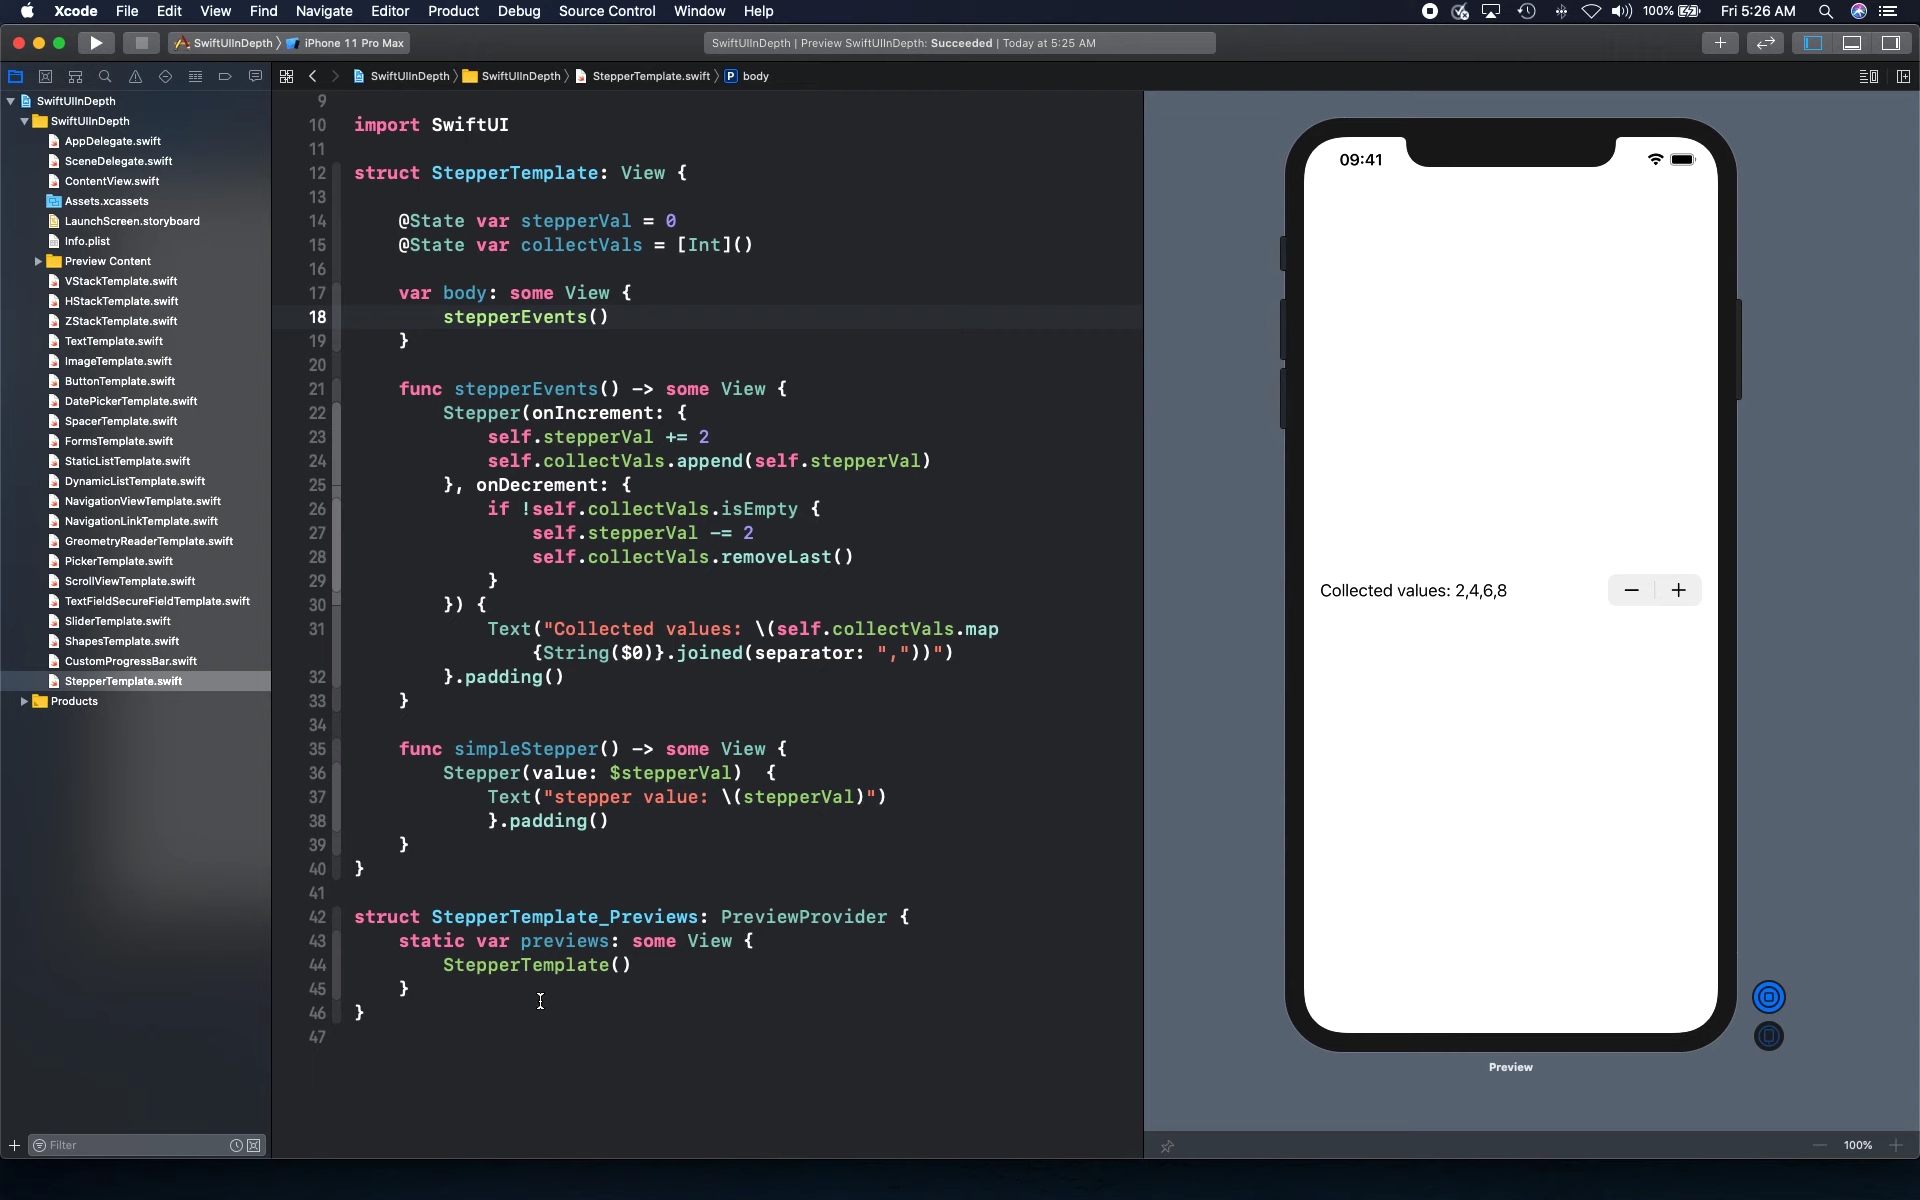 Xcode File Edit View Find Navigate Editor Product Debug Source Control Window Help
100% Fri 5:26 AM
SwiftUIInDepth iPhone 11 Pro Max
SwiftUIInDepth | Preview SwiftUIInDepth: Succeeded | Today at 5:25 AM
SwiftUIInDepth SwiftUIInDepth StepperTemplate.swift P body
SwiftUIInDepth
SwiftUIInDepth
AppDelegate.swift
SceneDelegate.swift
ContentView.swift
Assets.xcassets
LaunchScreen.storyboard
Info.plist
Preview Content
VStackTemplate.swift
HStackTemplate.swift
ZStackTemplate.swift
TextTemplate.swift
ImageTemplate.swift
ButtonTemplate.swift
DatePickerTemplate.swift
SpacerTemplate.swift
FormsTemplate.swift
StaticListTemplate.swift
DynamicListTemplate.swift
NavigationViewTemplate.swift
NavigationLinkTemplate.swift
GreometryReaderTemplate.swift
PickerTemplate.swift
ScrollViewTemplate.swift
TextFieldSecureFieldTemplate.swift
SliderTemplate.swift
ShapesTemplate.swift
CustomProgressBar.swift
StepperTemplate.swift
Products
Filter
9
10 import SwiftUI
11
12 struct StepperTemplate: View {
13
14 @State var stepperVal = 0
15 @State var collectVals = [Int]()
16
17 var body: some View {
18 stepperEvents()
19 }
20
21 func stepperEvents() -> some View {
22 Stepper(onIncrement: {
23 self.stepperVal += 2
24 self.collectVals.append(self.stepperVal)
25 }, onDecrement: {
26 if !self.collectVals.isEmpty {
27 self.stepperVal -= 2
28 self.collectVals.removeLast()
29 }
30 }) {
31 Text("Collected values: \(self.collectVals.map
{String($0)}.joined(separator: ","))")
32 }.padding()
33 }
34
35 func simpleStepper() -> some View {
36 Stepper(value: $stepperVal) {
37 Text("stepper value: \(stepperVal)")
38 }.padding()
39 }
40 }
41
42 struct StepperTemplate_Previews: PreviewProvider {
43 static var previews: some View {
44 StepperTemplate()
45 }
46 }
47
09:41
Collected values: 2,4,6,8 − +
Preview
100%